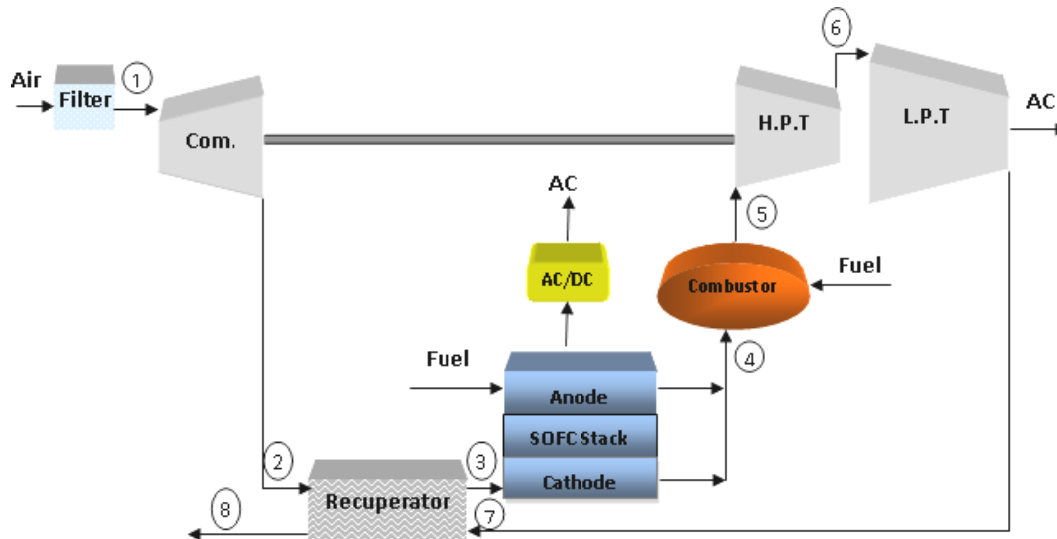 6
Air
1
Filter
Com.
H.P.T
L.P.T
AC
AC
5
AC/DC
Combustor
Fuel
Fuel
4
Anode
SOFC Stack
2
3
Cathode
Recuperator
8
7